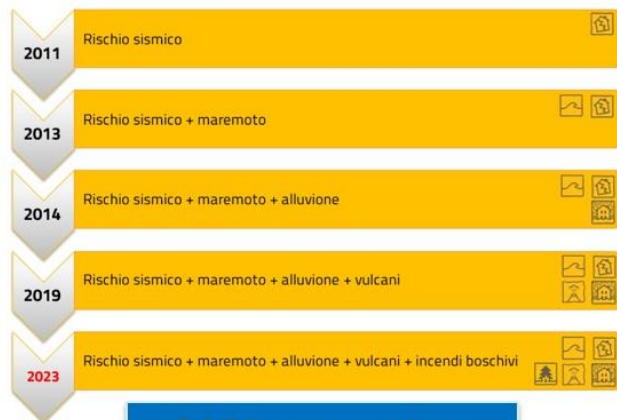 2011
Rischio sismico
2013
Rischio sismico + maremoto
2014
Rischio sismico + maremoto + alluvione
2019
Rischio sismico + maremoto + alluvione + vulcani
2023
Rischio sismico + maremoto + alluvione + vulcani + incendi boschivi